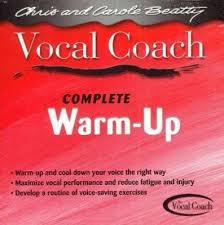 Chris and Carole Beatty
Vocal Coach
COMPLETE
Warm-Up
• Warm-up and cool down your voice the right way
• Maximize vocal performance and reduce fatigue and injury
• Develop a routine of voice-saving exercises
Vocal Coach